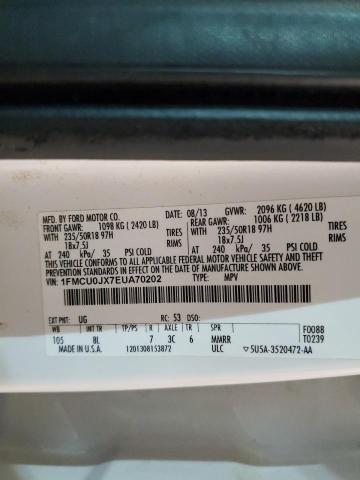 MFD. BY FORD MOTOR CO.
DATE: 08/13 GVWR: 2096 KG ( 4620 LB)
FRONT GAWR: 1098 KG ( 2420 LB) REAR GAWR: 1006 KG ( 2218 LB)
WITH 235/50R18 97H TIRES WITH 235/50R18 97H TIRES
18x7.5J RIMS 18x7.5J RIMS
AT 240 kPa/ 35 PSI COLD AT 240 kPa/ 35 PSI COLD
THIS VEHICLE CONFORMS TO ALL APPLICABLE FEDERAL MOTOR VEHICLE
SAFETY AND THEFT PREVENTION STANDARDS IN EFFECT ON THE DATE OF
MANUFACTURE SHOWN ABOVE.
VIN: 1FMCU0JX7EUA70202 TYPE: MPV
EXT PNT: UG RC: 53 DSO: F0088
WB INT TR TP/PS R AXLE TR SPR T0239
105 8L 7 3C 6 MMRR
MADE IN U.S.A. 1201308153872 ULC 5U5A-3520472-AA